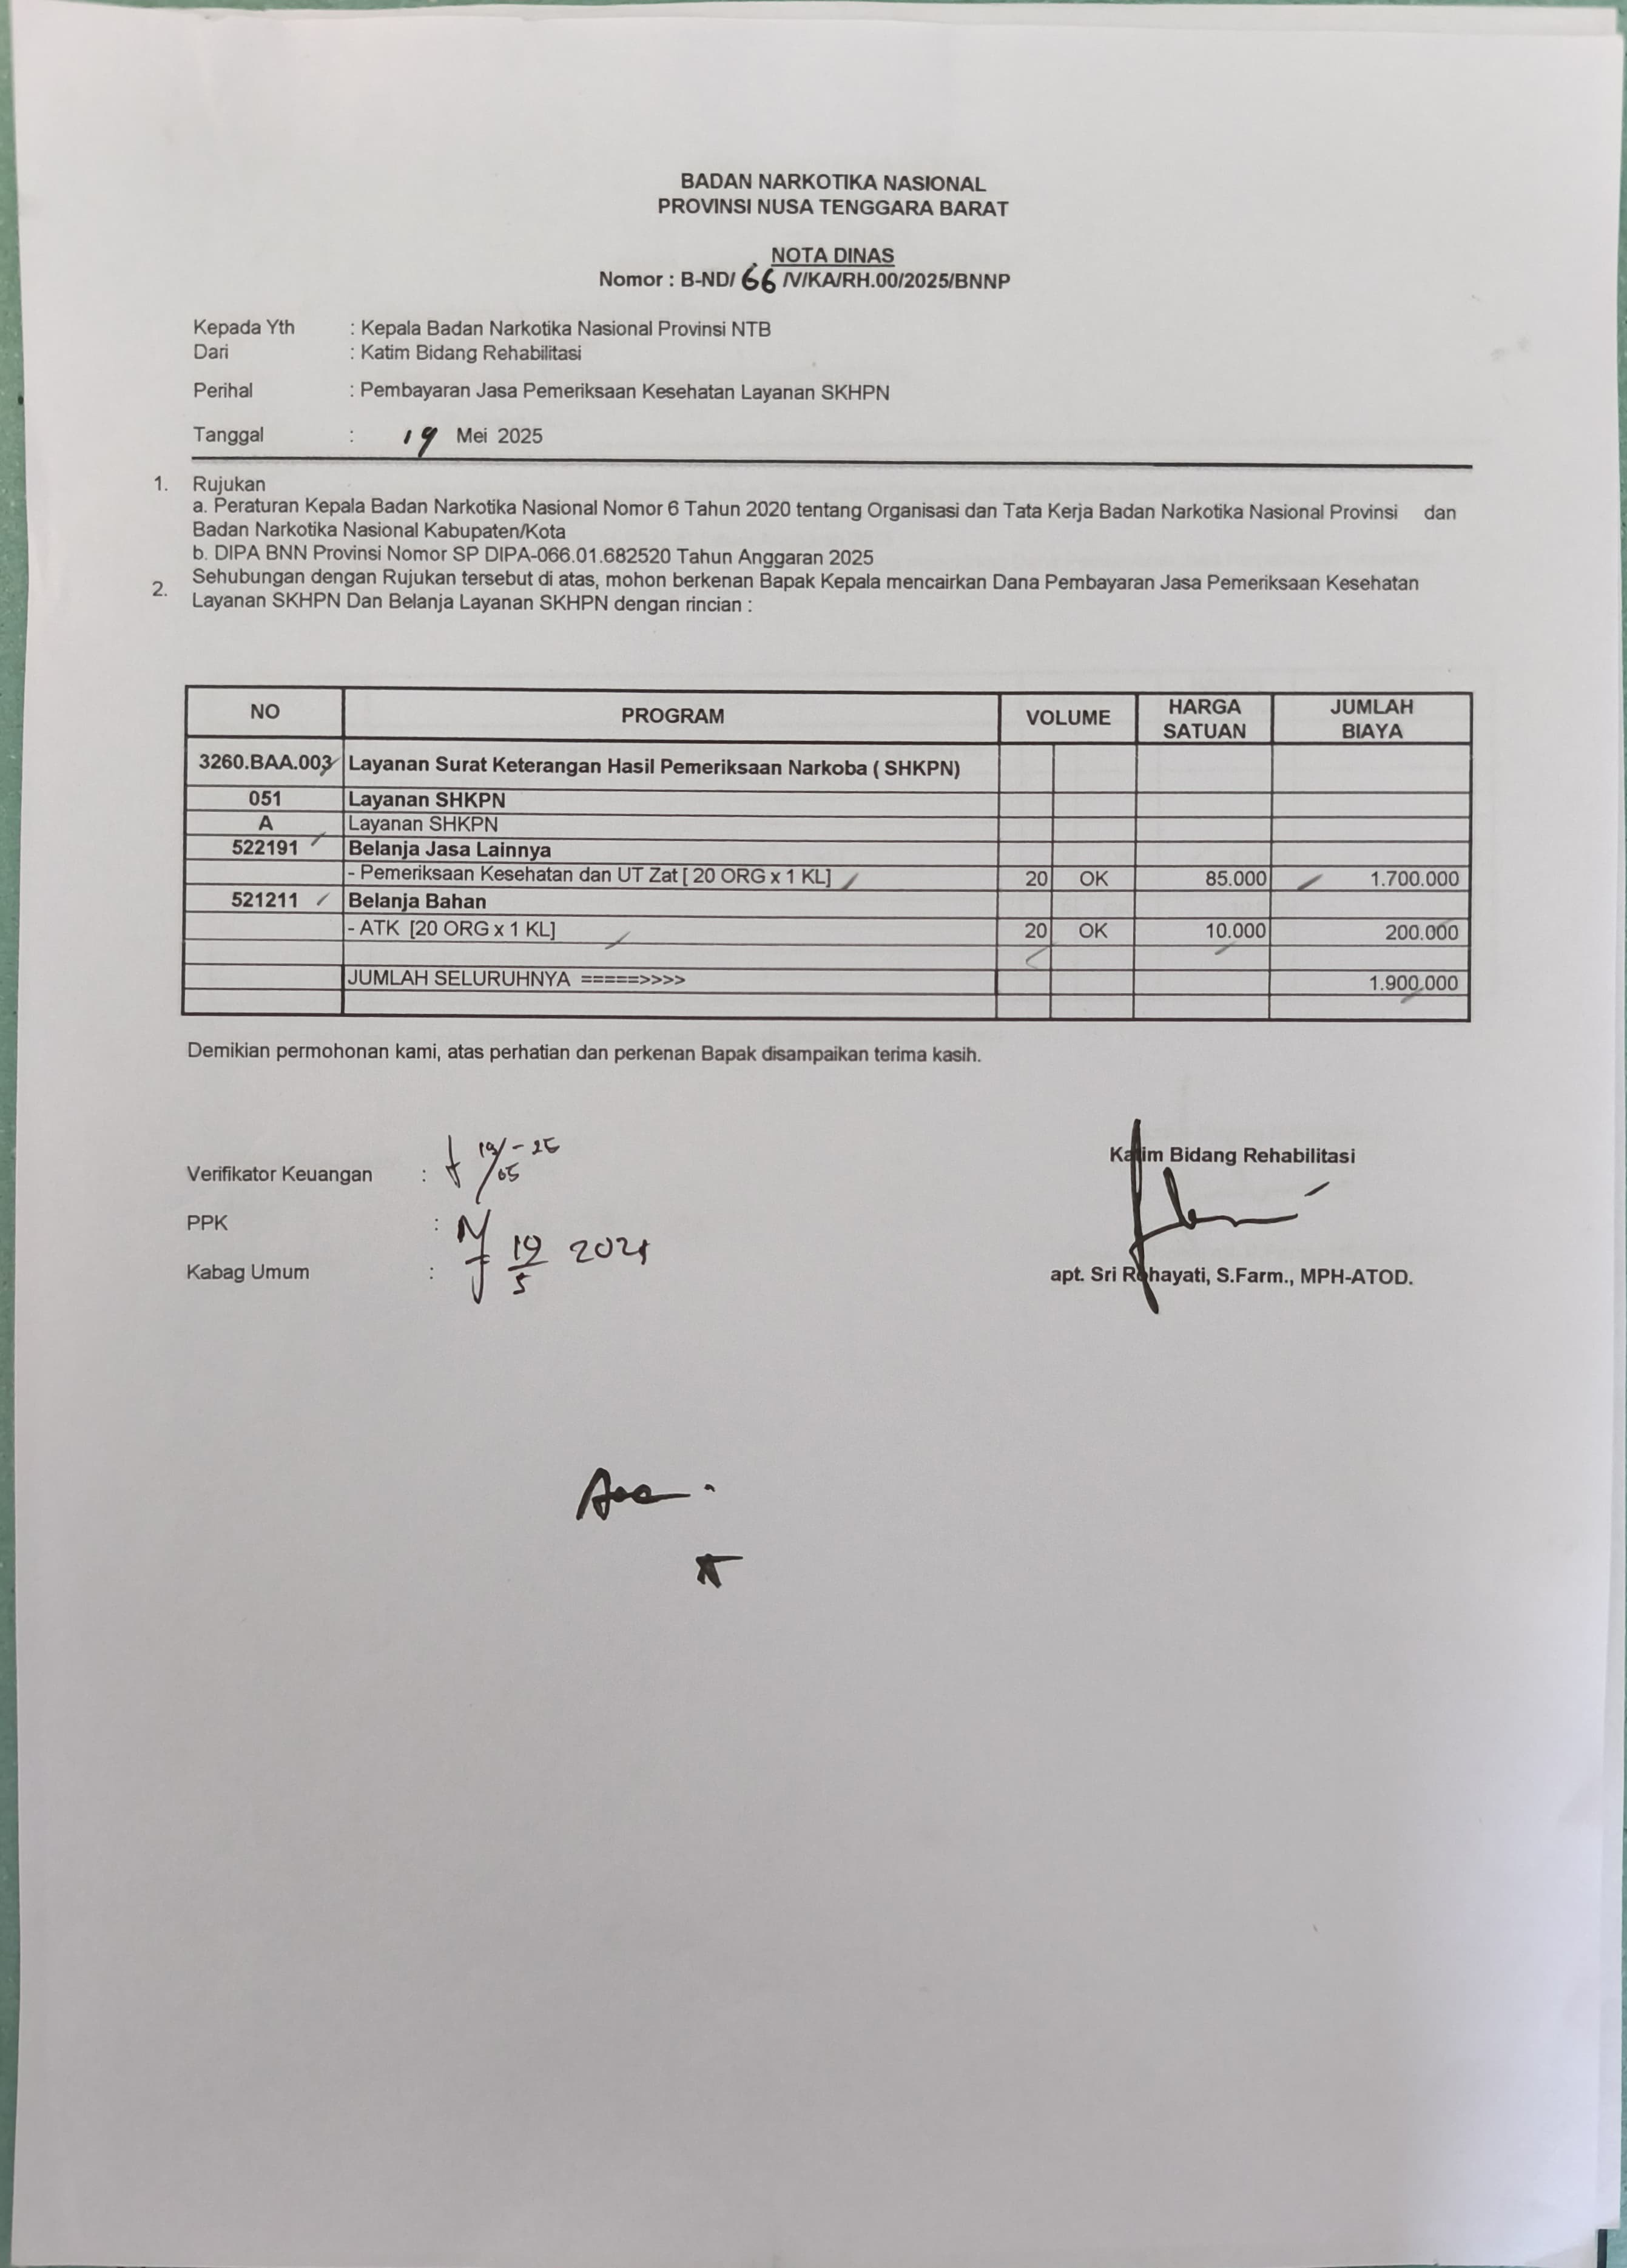 BADAN NARKOTIKA NASIONAL
PROVINSI NUSA TENGGARA BARAT
NOTA DINAS
Nomor : B-ND/ 66 /V/KA/RH.00/2025/BNNP
Kepada Yth : Kepala Badan Narkotika Nasional Provinsi NTB
Dari : Katim Bidang Rehabilitasi
Perihal : Pembayaran Jasa Pemeriksaan Kesehatan Layanan SKHPN
Tanggal : 19 Mei 2025
1. Rujukan
a. Peraturan Kepala Badan Narkotika Nasional Nomor 6 Tahun 2020 tentang Organisasi dan Tata Kerja Badan Narkotika Nasional Provinsi dan
Badan Narkotika Nasional Kabupaten/Kota
b. DIPA BNN Provinsi Nomor SP DIPA-066.01.682520 Tahun Anggaran 2025
2. Sehubungan dengan Rujukan tersebut di atas, mohon berkenan Bapak Kepala mencairkan Dana Pembayaran Jasa Pemeriksaan Kesehatan
Layanan SKHPN Dan Belanja Layanan SKHPN dengan rincian :
NO PROGRAM VOLUME HARGA SATUAN JUMLAH BIAYA
3260.BAA.003 Layanan Surat Keterangan Hasil Pemeriksaan Narkoba ( SHKPN)
051 Layanan SHKPN
A Layanan SHKPN
522191 Belanja Jasa Lainnya
- Pemeriksaan Kesehatan dan UT Zat [ 20 ORG x 1 KL] 20 OK 85.000 1.700.000
521211 Belanja Bahan
- ATK [20 ORG x 1 KL] 20 OK 10.000 200.000
JUMLAH SELURUHNYA =====>>>> 1.900.000
Demikian permohonan kami, atas perhatian dan perkenan Bapak disampaikan terima kasih.
Katim Bidang Rehabilitasi
Verifikator Keuangan : 19/05 - 25
PPK :
Kabag Umum : 19/5
apt. Sri Rohayati, S.Farm., MPH-ATOD.